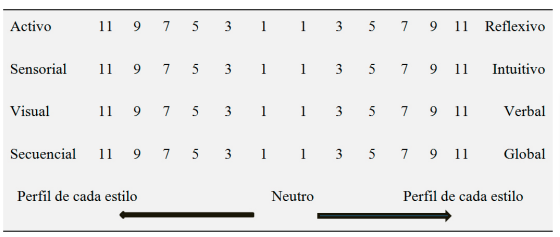 Activo 11 9 7 5 3 1 1 3 5 7 9 11 Reflexivo
Sensorial 11 9 7 5 3 1 1 3 5 7 9 11 Intuitivo
Visual 11 9 7 5 3 1 1 3 5 7 9 11 Verbal
Secuencial 11 9 7 5 3 1 1 3 5 7 9 11 Global
Perfil de cada estilo Neutro Perfil de cada estilo